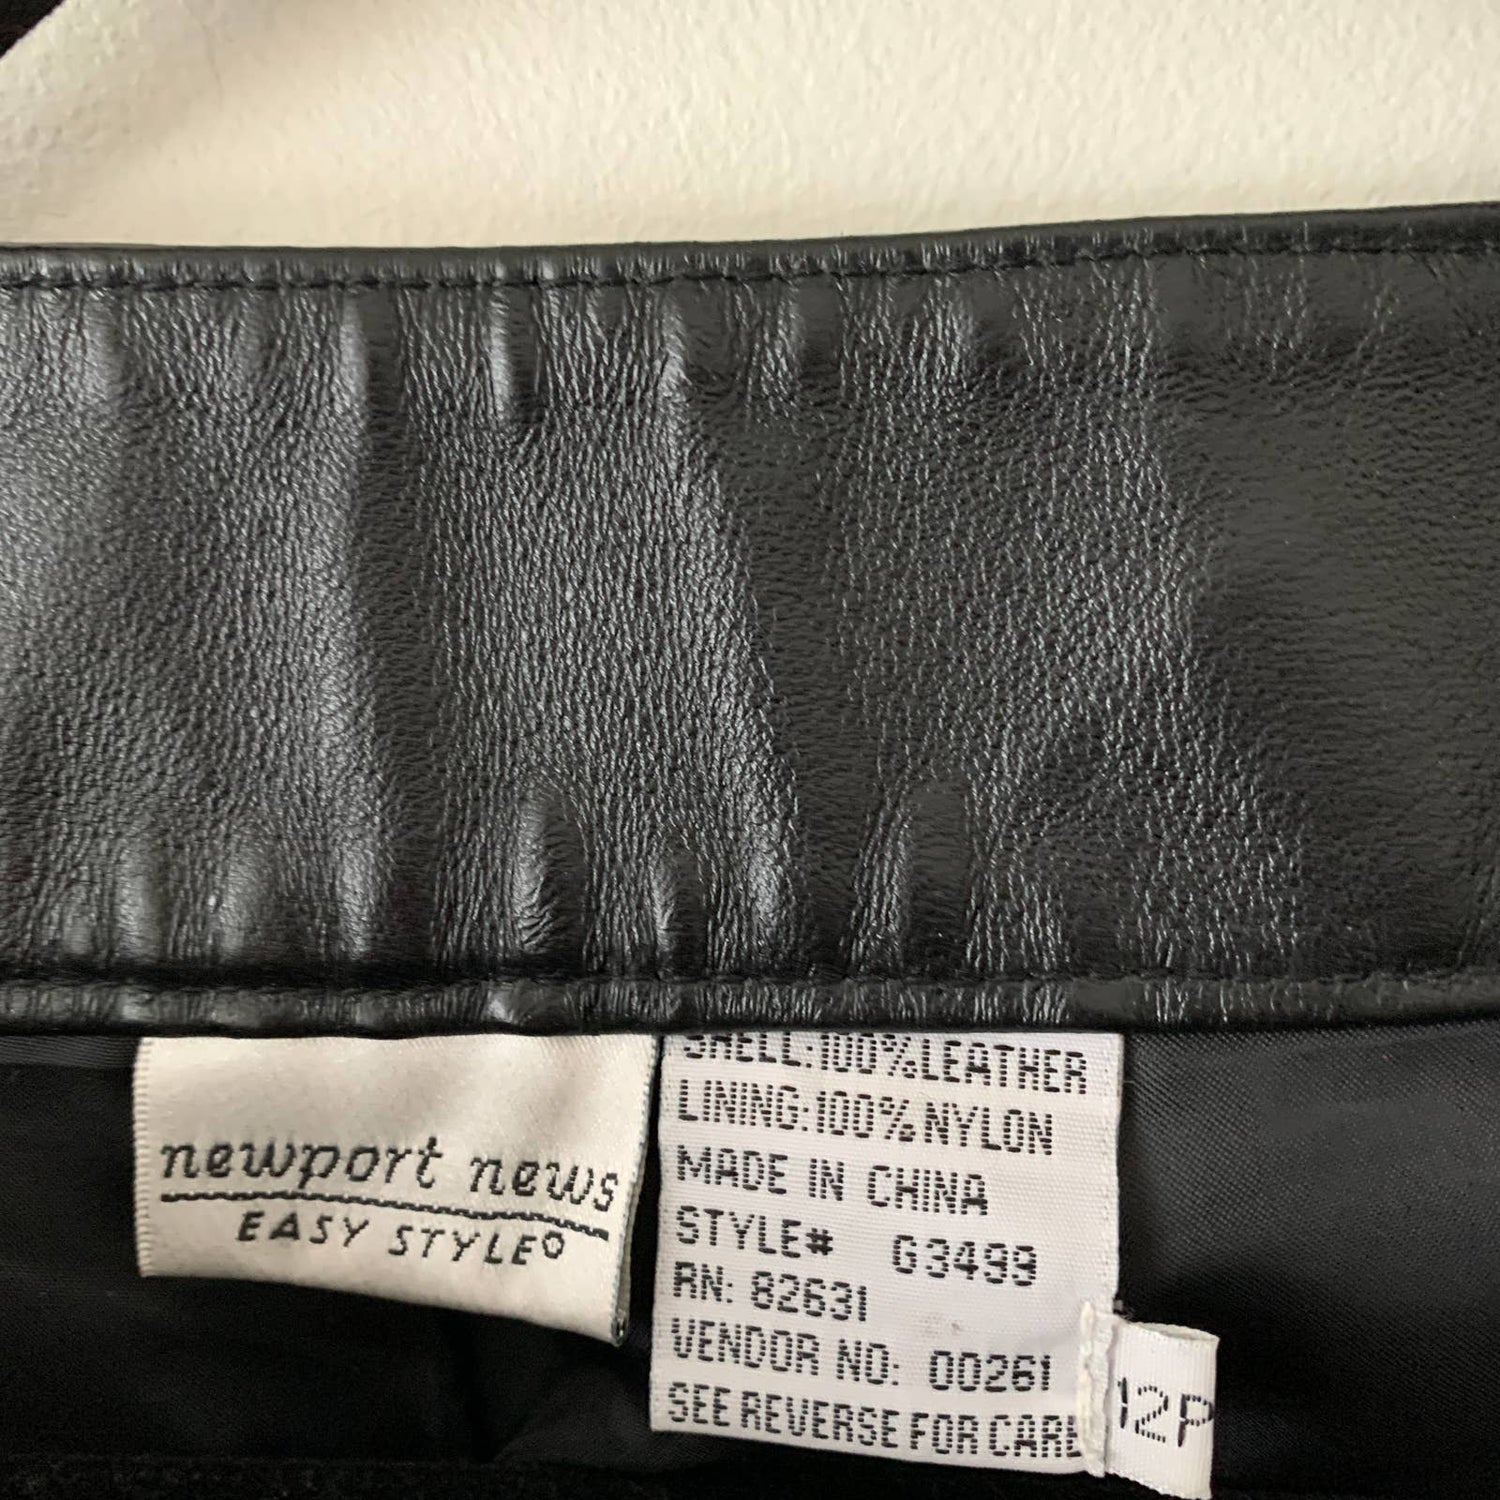 newport news
EASY STYLE®
SHELL:100%LEATHER
LINING:100%NYLON
MADE IN CHINA
STYLE# G3499
RN: 82631
VENDOR NO: 00261
SEE REVERSE FOR CARE
12P